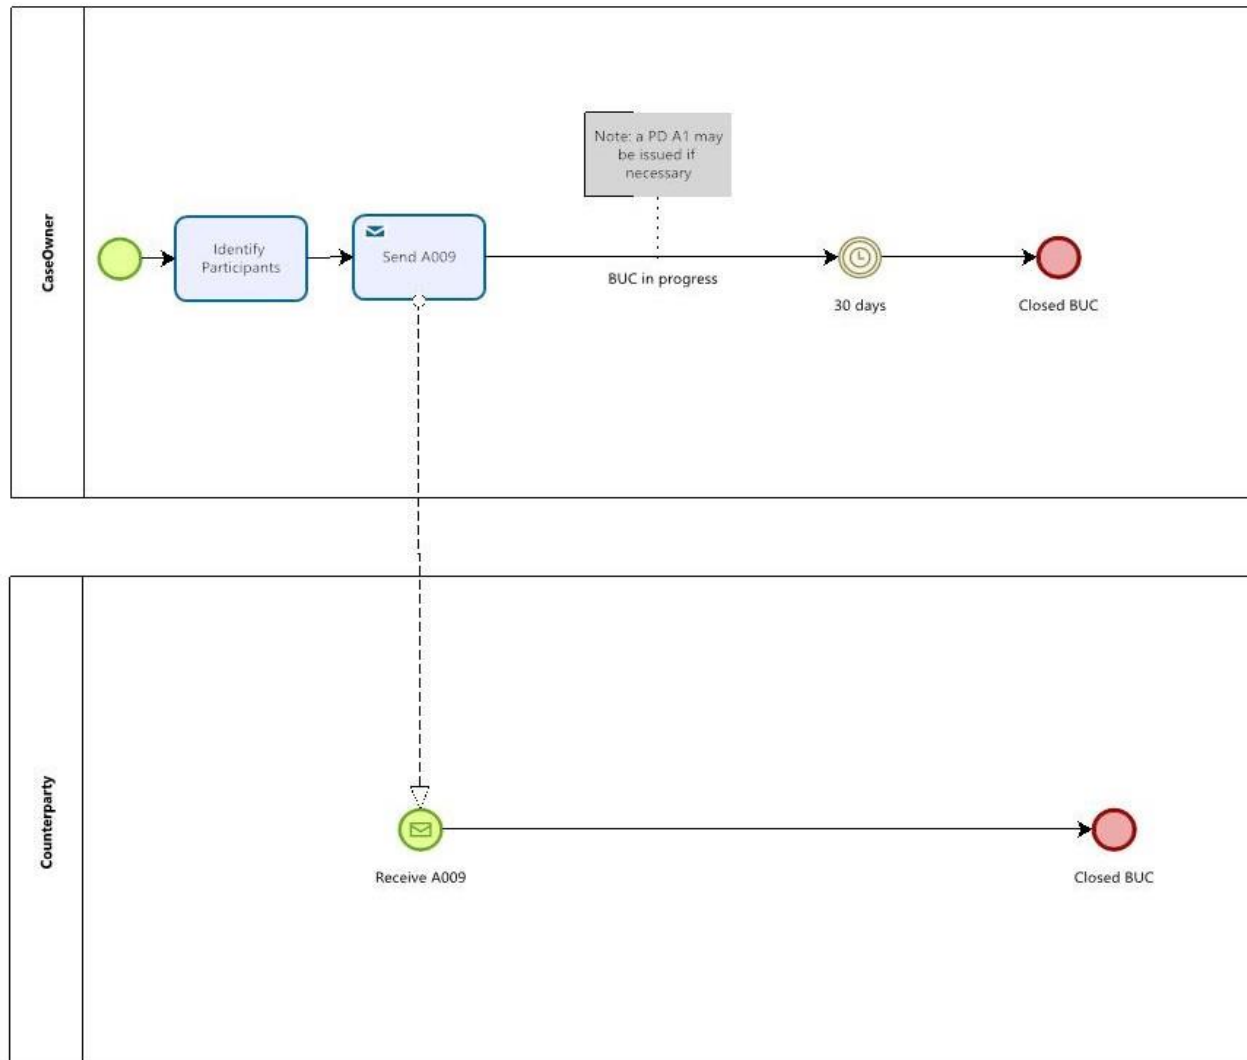 CaseOwner
Note: a PD A1 may
be issued if
necessary
Identify
Participants
Send A009
BUC in progress
30 days
Closed BUC
Counterparty
Receive A009
Closed BUC